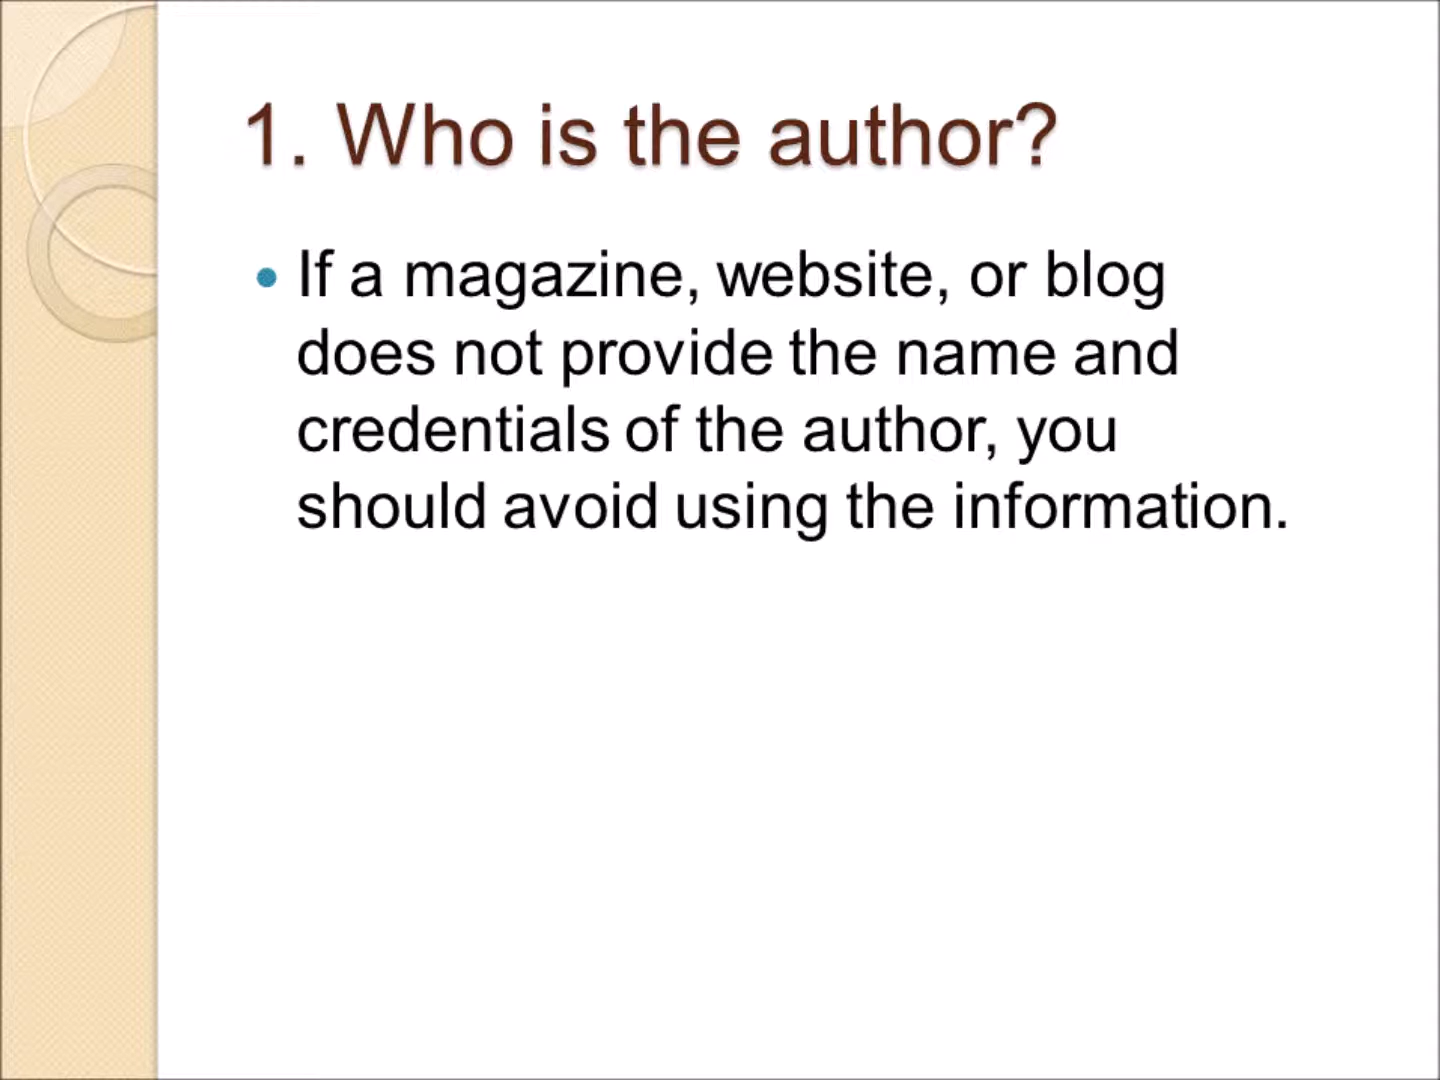 1. Who is the author?
• If a magazine, website, or blog
does not provide the name and
credentials of the author, you
should avoid using the information.